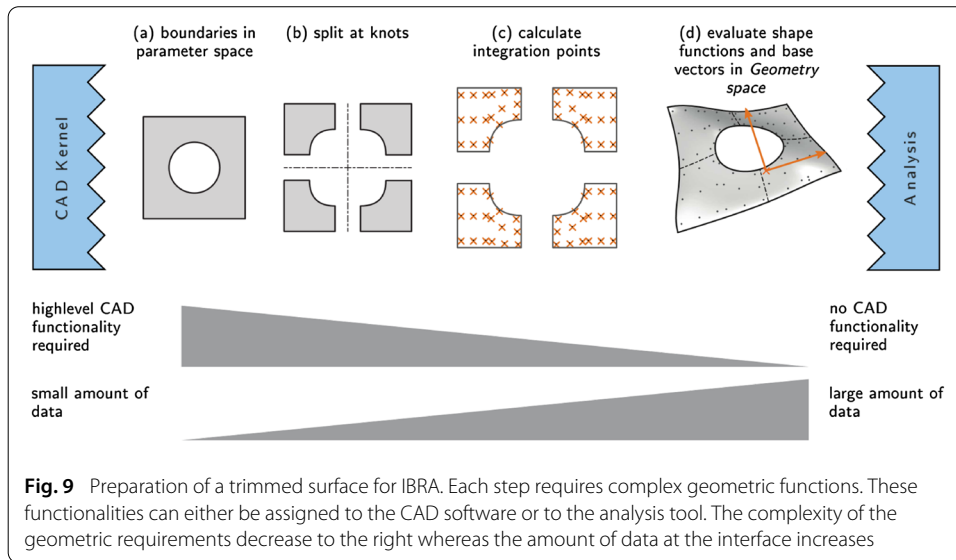 (a) boundaries in
parameter space
(b) split at knots
(c) calculate
integration points
(d) evaluate shape
functions and base
vectors in Geometry
space
CAD Kernel
Analysis
highlevel CAD
functionality
required
no CAD
functionality
required
small amount of
data
large amount of
data
Fig. 9 Preparation of a trimmed surface for IBRA. Each step requires complex geometric functions. These
functionalities can either be assigned to the CAD software or to the analysis tool. The complexity of the
geometric requirements decrease to the right whereas the amount of data at the interface increases